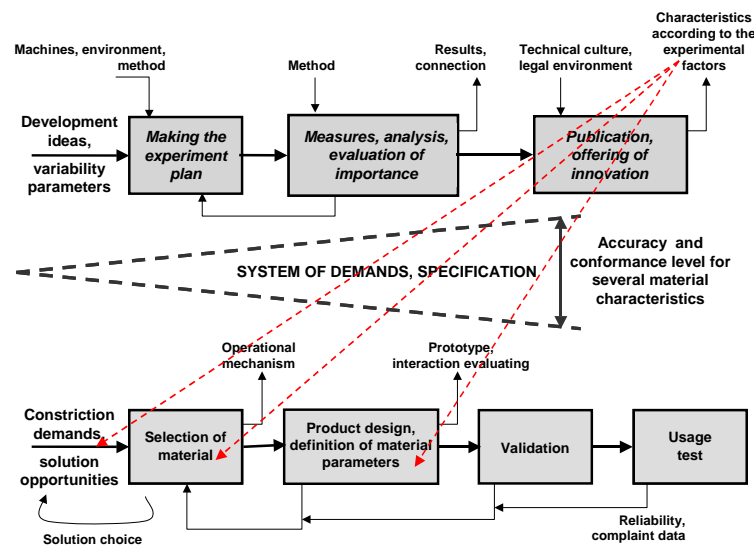 Machines, environment,
method
Method
Results,
connection
Technical culture,
legal environment
Characteristics
according to the
experimental
factors
Development ideas,
variability
parameters
Making the
experiment
plan
Measures, analysis,
evaluation of
importance
Publication,
offering of
innovation
SYSTEM OF DEMANDS, SPECIFICATION
Accuracy and
conformance level for
several material
characteristics
Operational
mechanism
Prototype,
interaction evaluating
Constriction
demands,
solution
opportunities
Selection of
material
Product design,
definition of material
parameters
Validation
Usage
test
Solution choice
Reliability,
complaint data